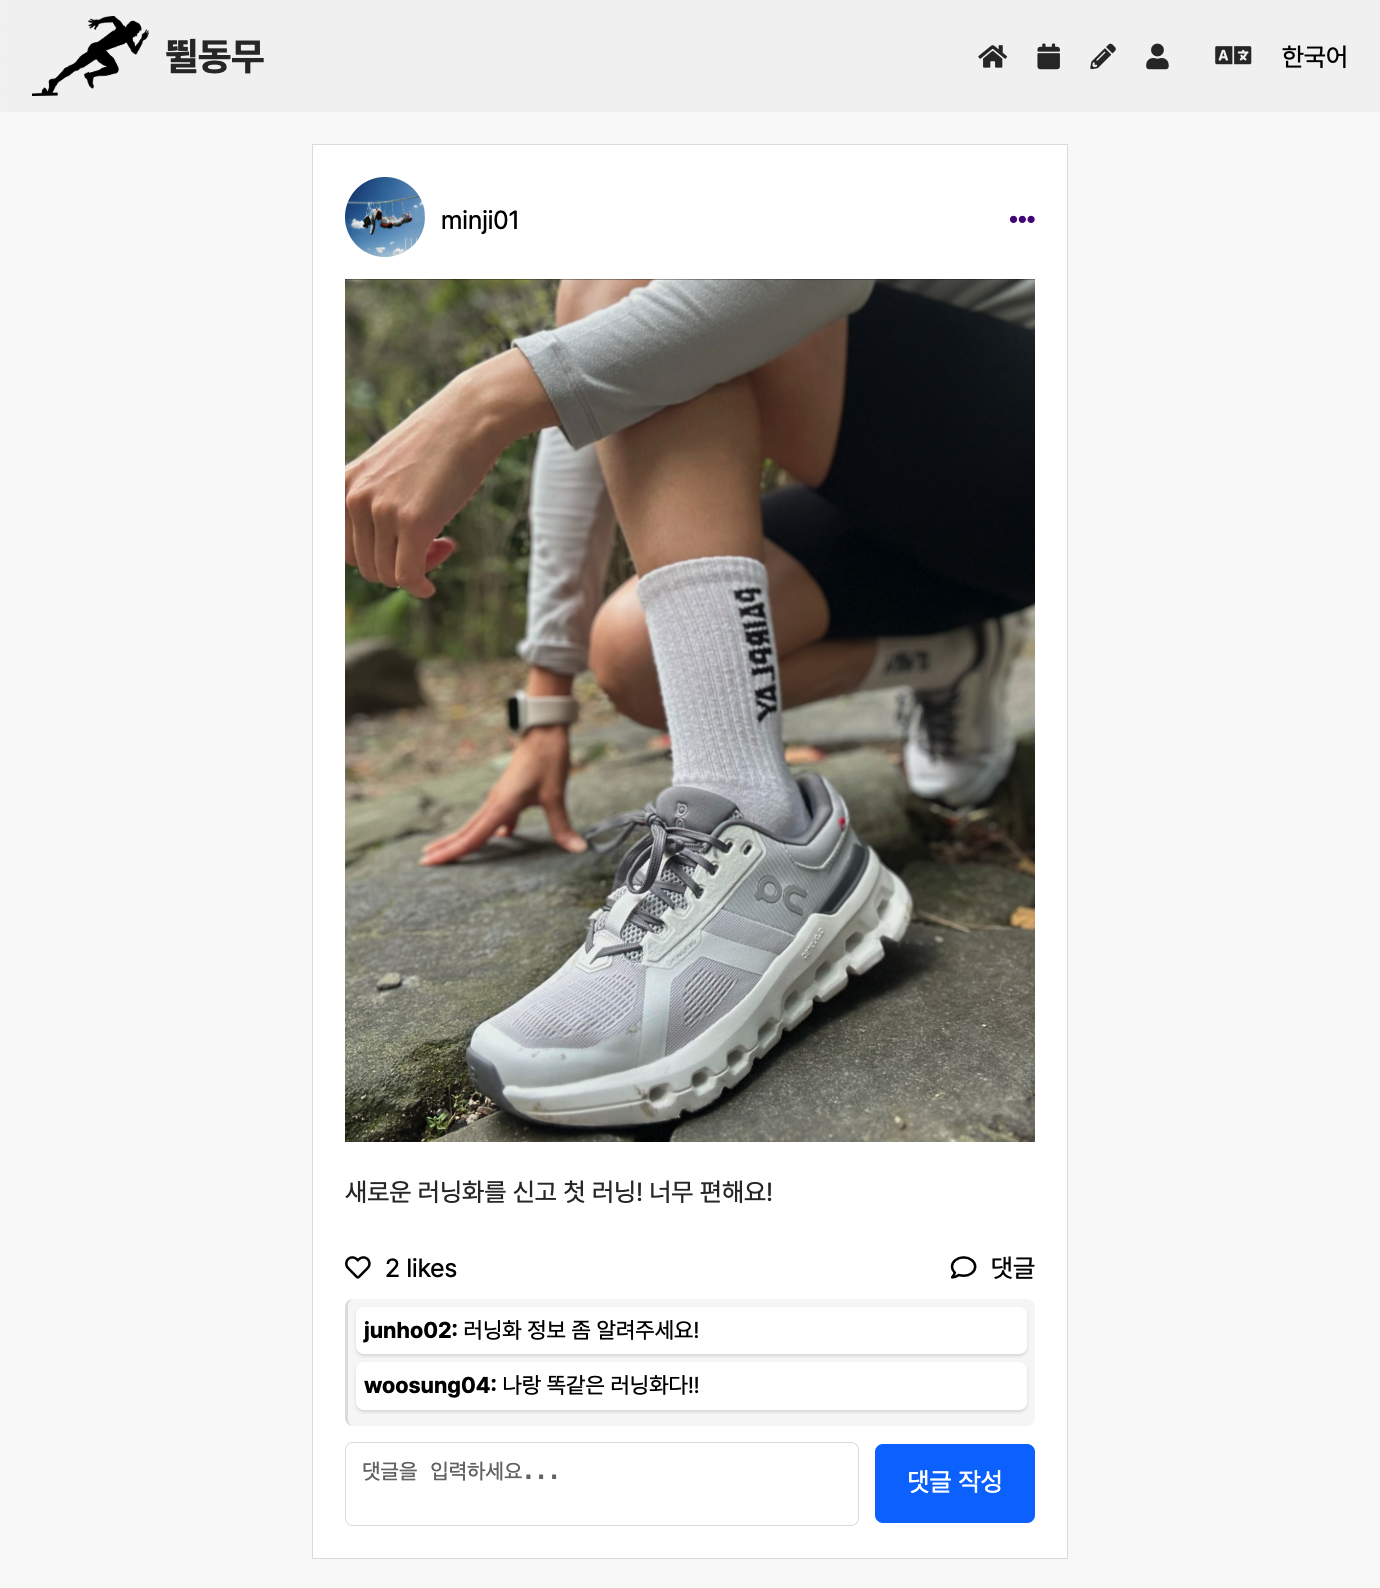 뛸동무
A 文
한국어
minji01
PAIRPLAY
새로운 러닝화를 신고 첫 러닝! 너무 편해요!
2 likes
댓글
junho02: 러닝화 정보 좀 알려주세요!
woosung04: 나랑 똑같은 러닝화다!!
댓글을 입력하세요...
댓글 작성